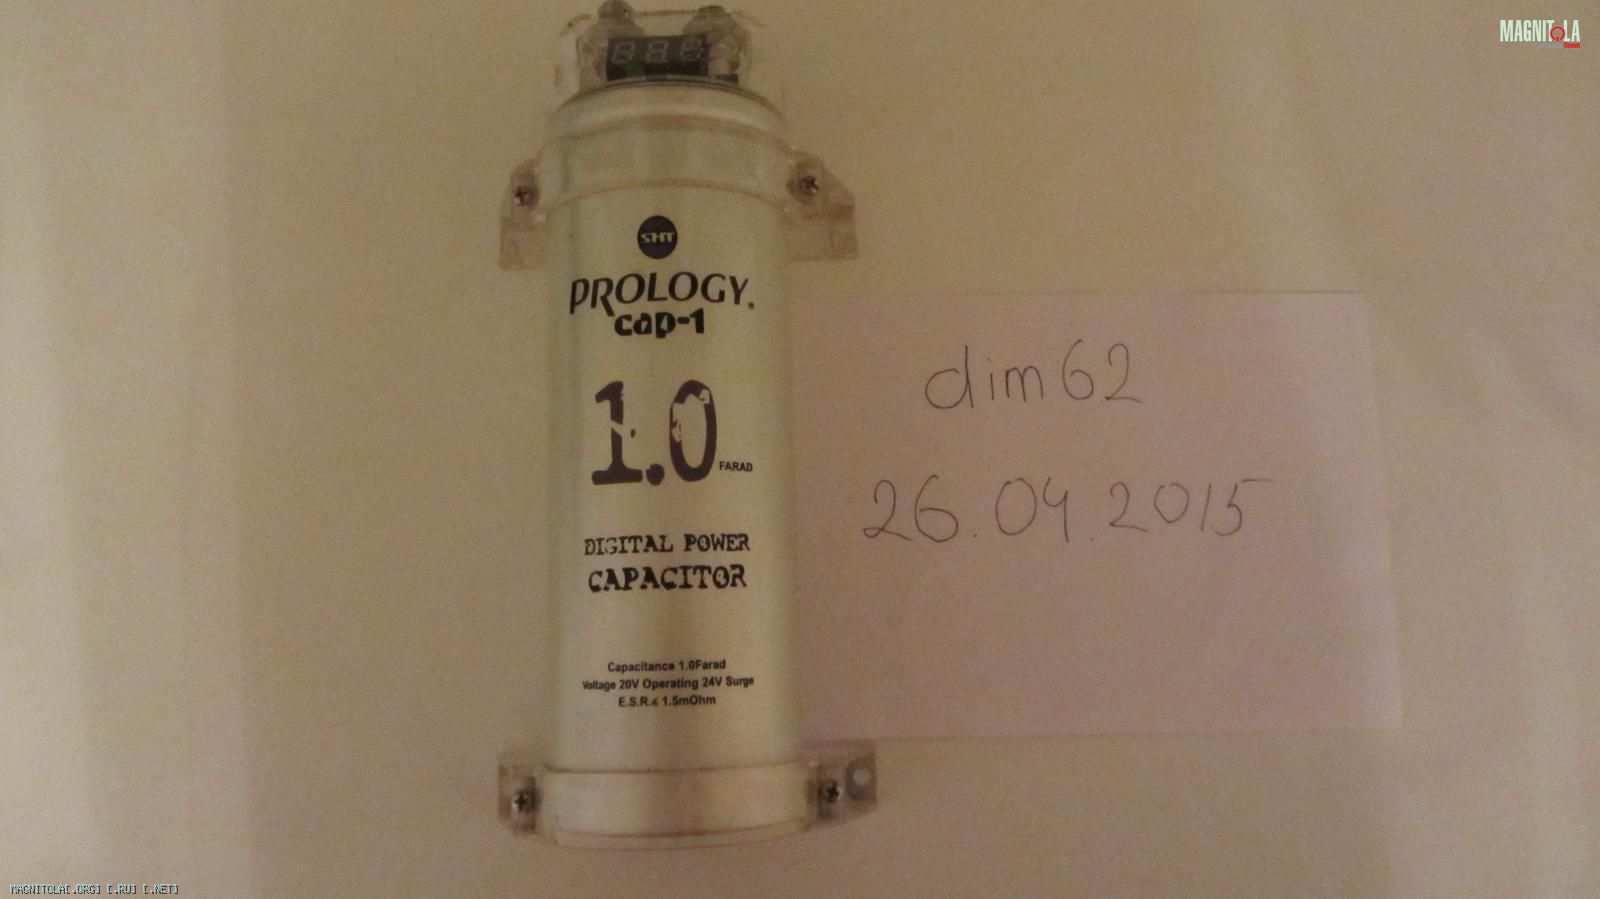 MAGNITOLA
Team
SHT
PROLOGY.
cap-1
1.0 FARAD
DIGITAL POWER
CAPACITOR
Capacitance 1.0Farad
Voltage 20V Operating 24V Surge
E.S.R.≤ 1.5mOhm
dim62
26.04.2015
MAGNITOLA[.ORG] [.RU] [.NET]